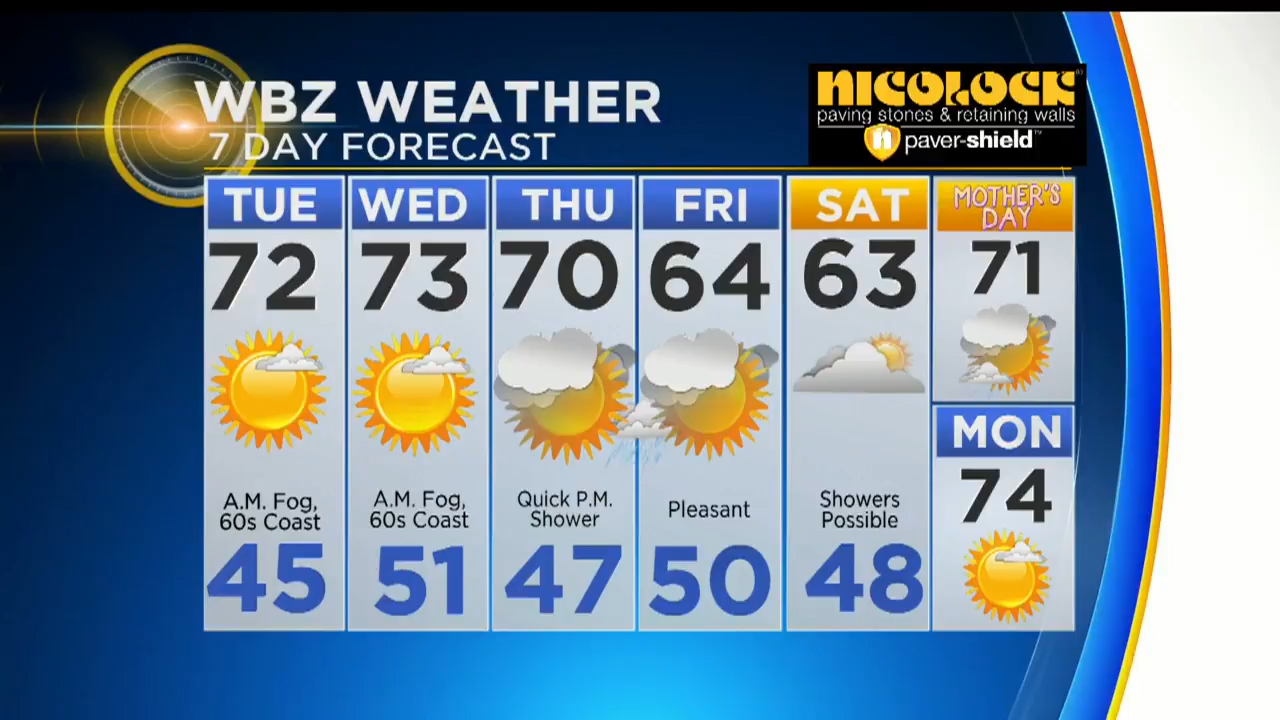 WBZ WEATHER
7 DAY FORECAST
NICOLOCK®
paving stones & retaining walls
n paver-shield™
TUE
72
A.M. Fog,
60s Coast
45
WED
73
A.M. Fog,
60s Coast
51
THU
70
Quick P.M.
Shower
47
FRI
64
Pleasant
50
SAT
63
Showers
Possible
48
MOTHER'S
DAY
71
MON
74